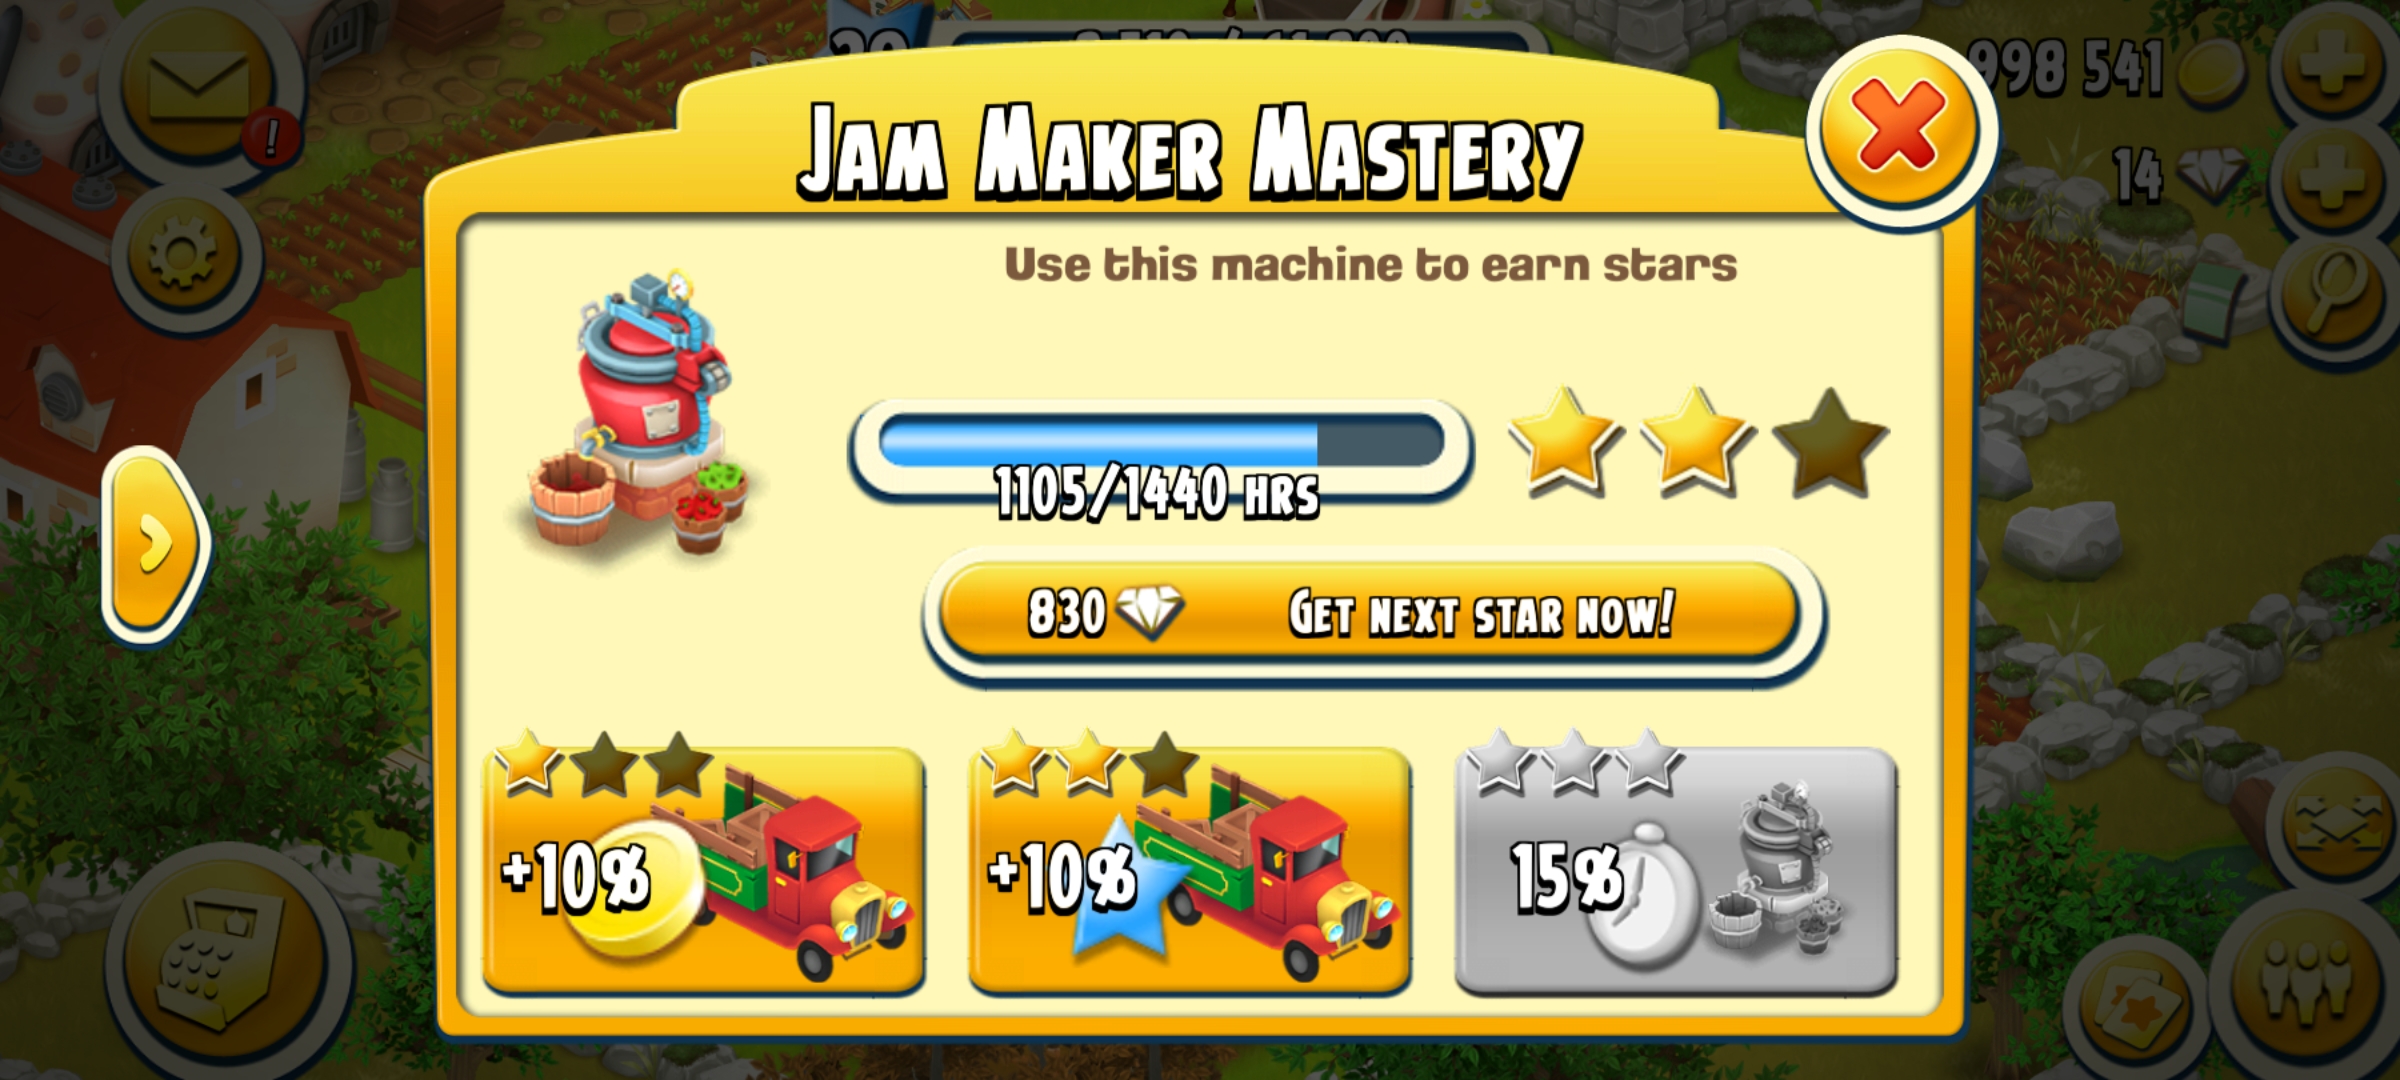 JAM MAKER MASTERY
998 541
14
Use this machine to earn stars
1105/1440 HRS
830 GET NEXT STAR NOW!
+10%
+10%
15%
!